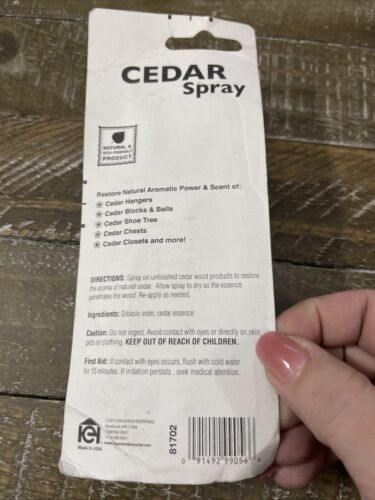 CEDAR
Spray
NATURAL &
ECO-FRIENDLY
PRODUCT
Restore Natural Aromatic Power & Scent of:
Cedar Hangers
Cedar Blocks & Balls
Cedar Shoe Tree
Cedar Chests
Cedar Closets and more!
DIRECTIONS: Spray on unfinished cedar wood products to restore
the aroma of natural cedar. Allow spray to dry so the essence
penetrates the wood. Re-apply as needed.
Ingredients: Dibasic ester, cedar essence
Caution: Do not ingest. Avoid contact with eyes or directly on skin,
pets or clothing. KEEP OUT OF REACH OF CHILDREN.
First Aid: If contact with eyes occurs, flush with cold water
for 15 minutes. If irritation persists, seek medical attention.
HOUSEHOLD ESSENTIALS
Hazelwood, MO
Made in USA
81702
0 91492 99056